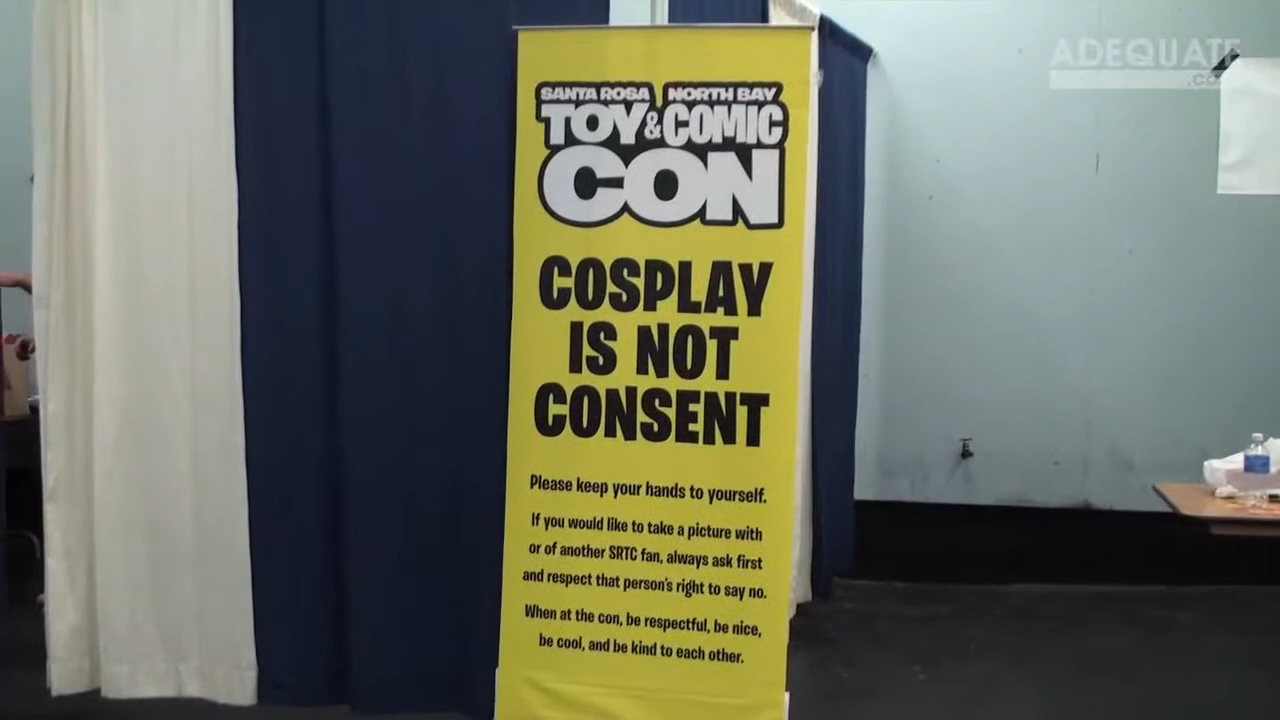 SANTA ROSA NORTH BAY
TOY & COMIC
CON
COSPLAY
IS NOT
CONSENT
Please keep your hands to yourself.
If you would like to take a picture with
or of another SRTC fan, always ask first
and respect that person's right to say no.
When at the con, be respectful, be nice,
be cool, and be kind to each other.
ADEQUATE
.co